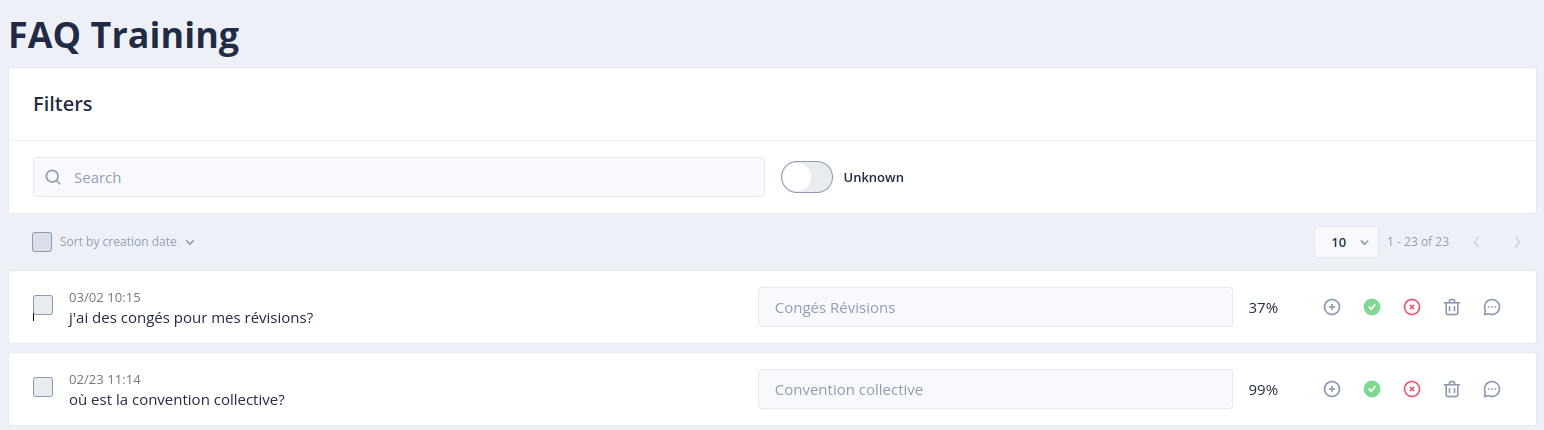 FAQ Training
Filters
Search
Unknown
Sort by creation date
10
1 - 23 of 23
03/02 10:15
j'ai des congés pour mes révisions?
Congés Révisions
37%
02/23 11:14
où est la convention collective?
Convention collective
99%